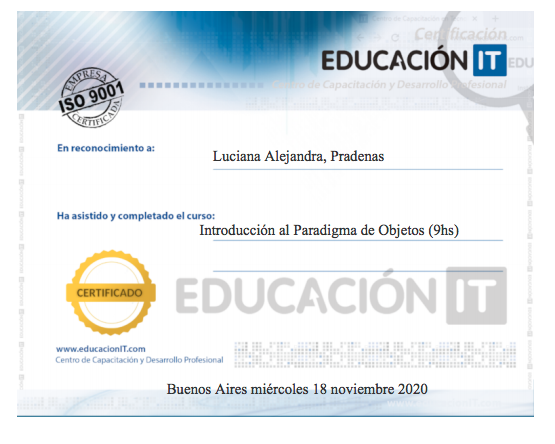 Certificación
EDUCACIÓN IT
Centro de Capacitación y Desarrollo Profesional
EMPRESA
ISO 9001
CERTIFICADA
En reconocimiento a:
Luciana Alejandra, Pradenas
Ha asistido y completado el curso:
Introducción al Paradigma de Objetos (9hs)
CERTIFICADO
EDUCACIÓN IT
www.educacionIT.com
Centro de Capacitación y Desarrollo Profesional
Buenos Aires miércoles 18 noviembre 2020